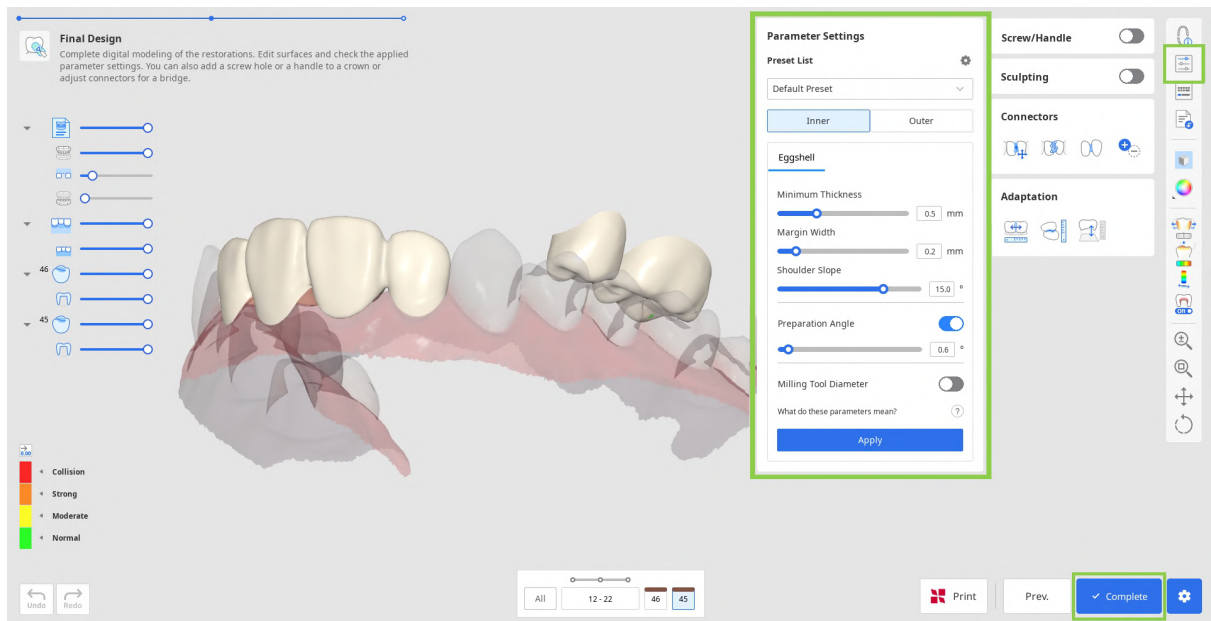 Final Design
Complete digital modeling of the restorations. Edit surfaces and check the applied
parameter settings. You can also add a screw hole or a handle to a crown or
adjust connectors for a bridge.
46
45
0.00
Collision
Strong
Moderate
Normal
Undo
Redo
All
12 - 22
46
45
Parameter Settings
Preset List
Default Preset
Inner
Outer
Eggshell
Minimum Thickness
0.5 mm
Margin Width
0.2 mm
Shoulder Slope
15.0 °
Preparation Angle
0.6 °
Milling Tool Diameter
What do these parameters mean? ?
Apply
Screw/Handle
Sculpting
Connectors
Adaptation
ON
Print
Prev.
Complete